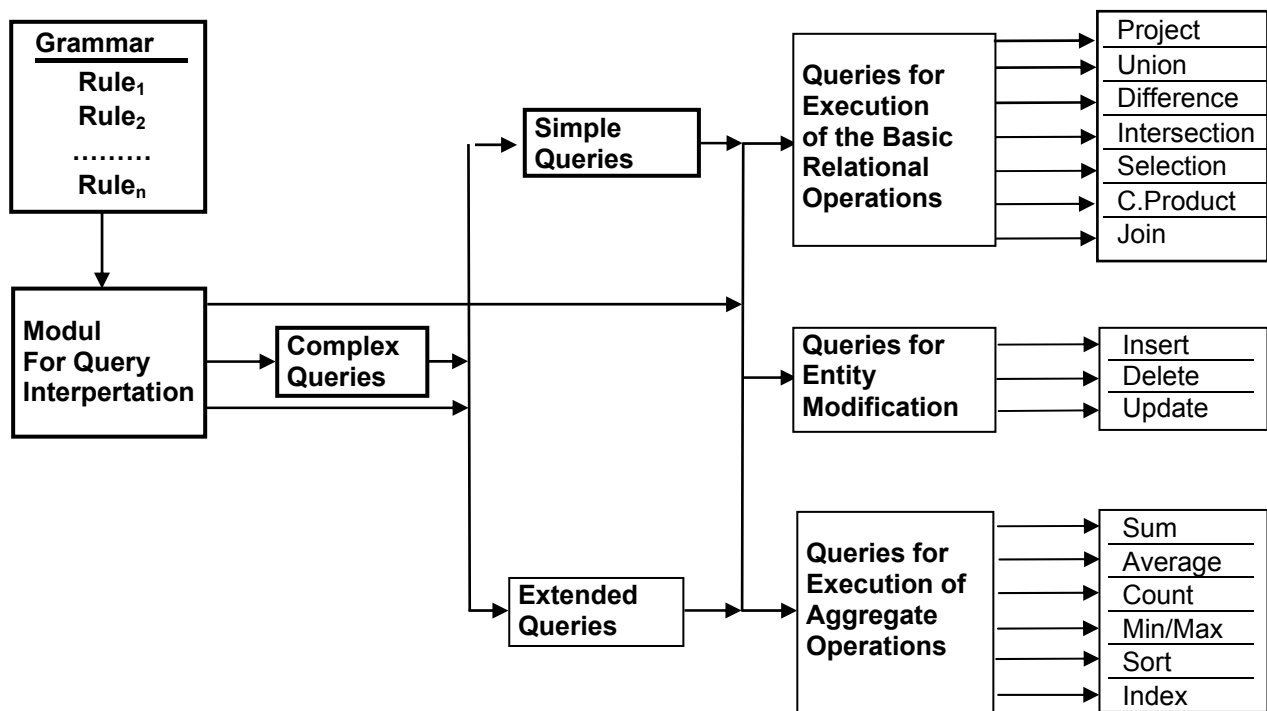 Grammar
Rule1
Rule2
.........
Rulen
Modul
For Query
Interpertation
Complex
Queries
Simple
Queries
Extended
Queries
Queries for
Execution
of the Basic
Relational
Operations
Project
Union
Difference
Intersection
Selection
C.Product
Join
Queries for
Entity
Modification
Insert
Delete
Update
Queries for
Execution of
Aggregate
Operations
Sum
Average
Count
Min/Max
Sort
Index